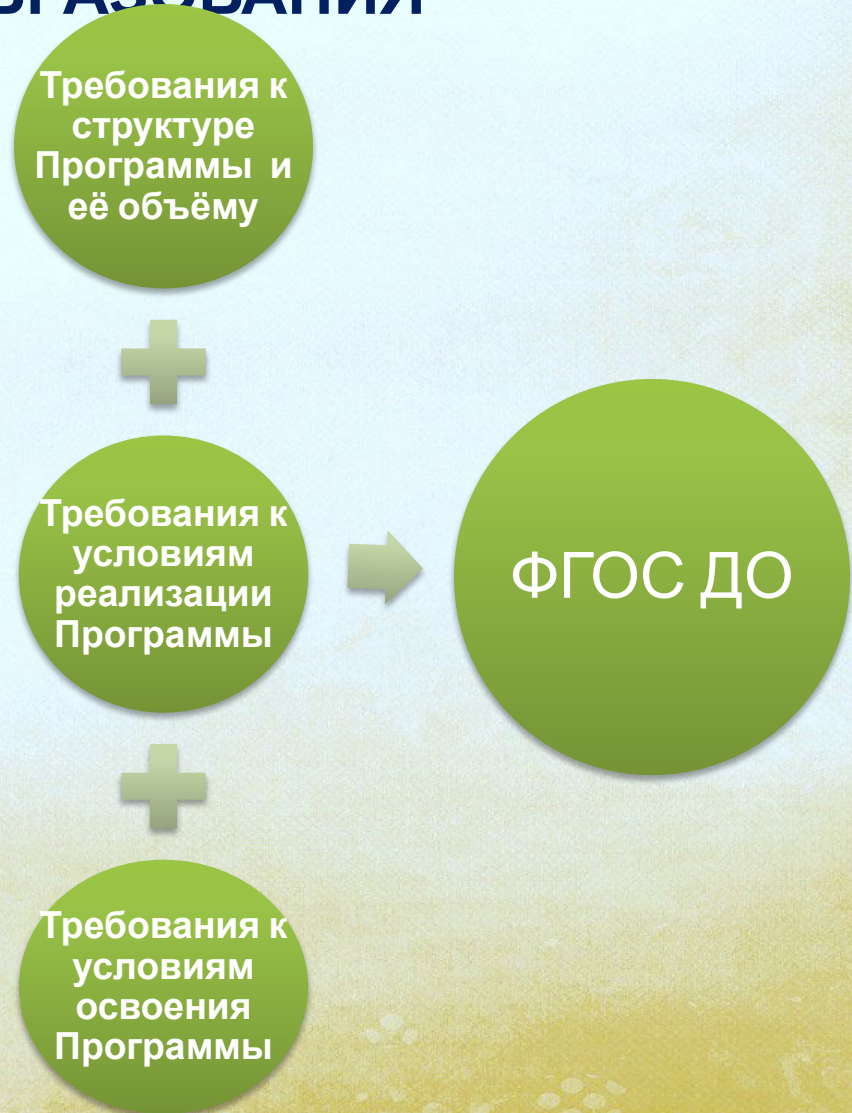 Требования к
структуре
Программы и
её объёму
Требования к
условиям
реализации
Программы
ФГОС ДО
Требования к
условиям
освоения
Программы